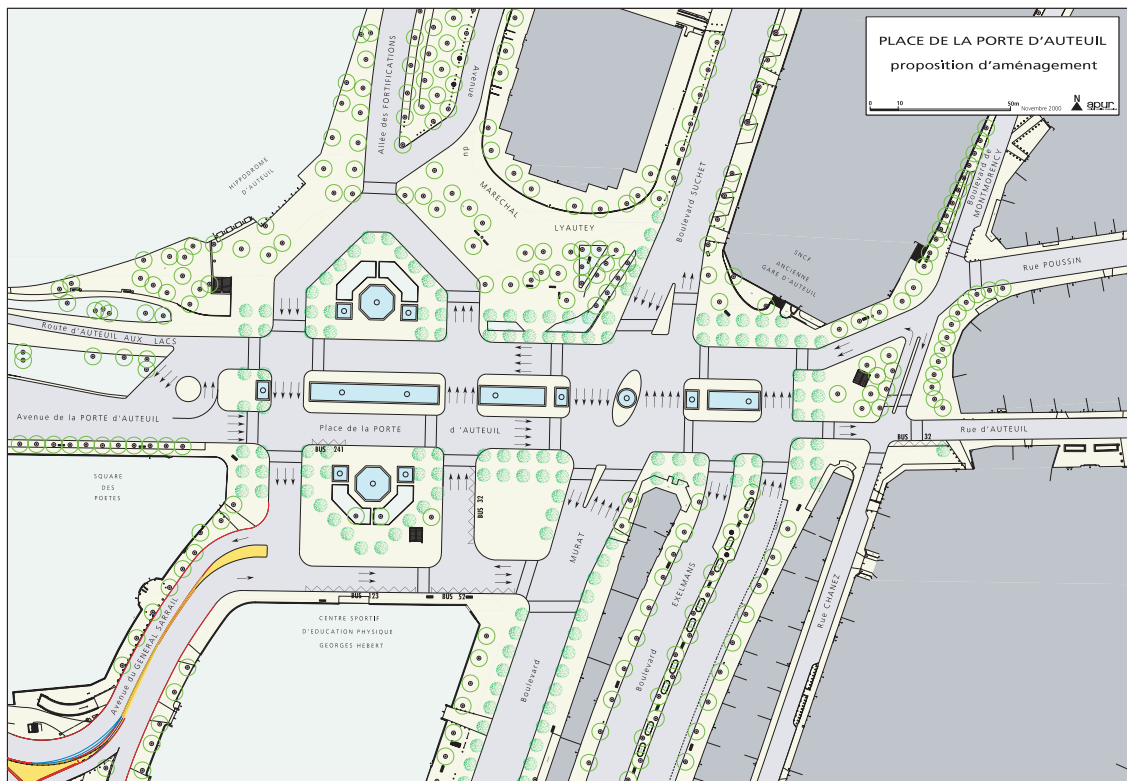 PLACE DE LA PORTE D'AUTEUIL
proposition d'aménagement
0 10 50m Novembre 2000 N apur
Allée des FORTIFICATIONS
Avenue
du
MARECHAL
LYAUTEY
HIPPODROME
D'AUTEUIL
Boulevard SUCHET
SNCF
ANCIENNE
GARE D'AUTEUIL
Boulevard de
MONTMORENCY
Rue POUSSIN
Route d'AUTEUIL AUX LACS
Avenue de la PORTE d'AUTEUIL
Place de la PORTE d'AUTEUIL
Rue d'AUTEUIL
BUS 241
BUS 32
BUS 32
SQUARE
DES
POETES
Avenue du GENERAL SARRAIL
BUS 23
BUS 52
CENTRE SPORTIF
D'EDUCATION PHYSIQUE
GEORGES HEBERT
Boulevard MURAT
Boulevard EXELMANS
Rue CHANEZ